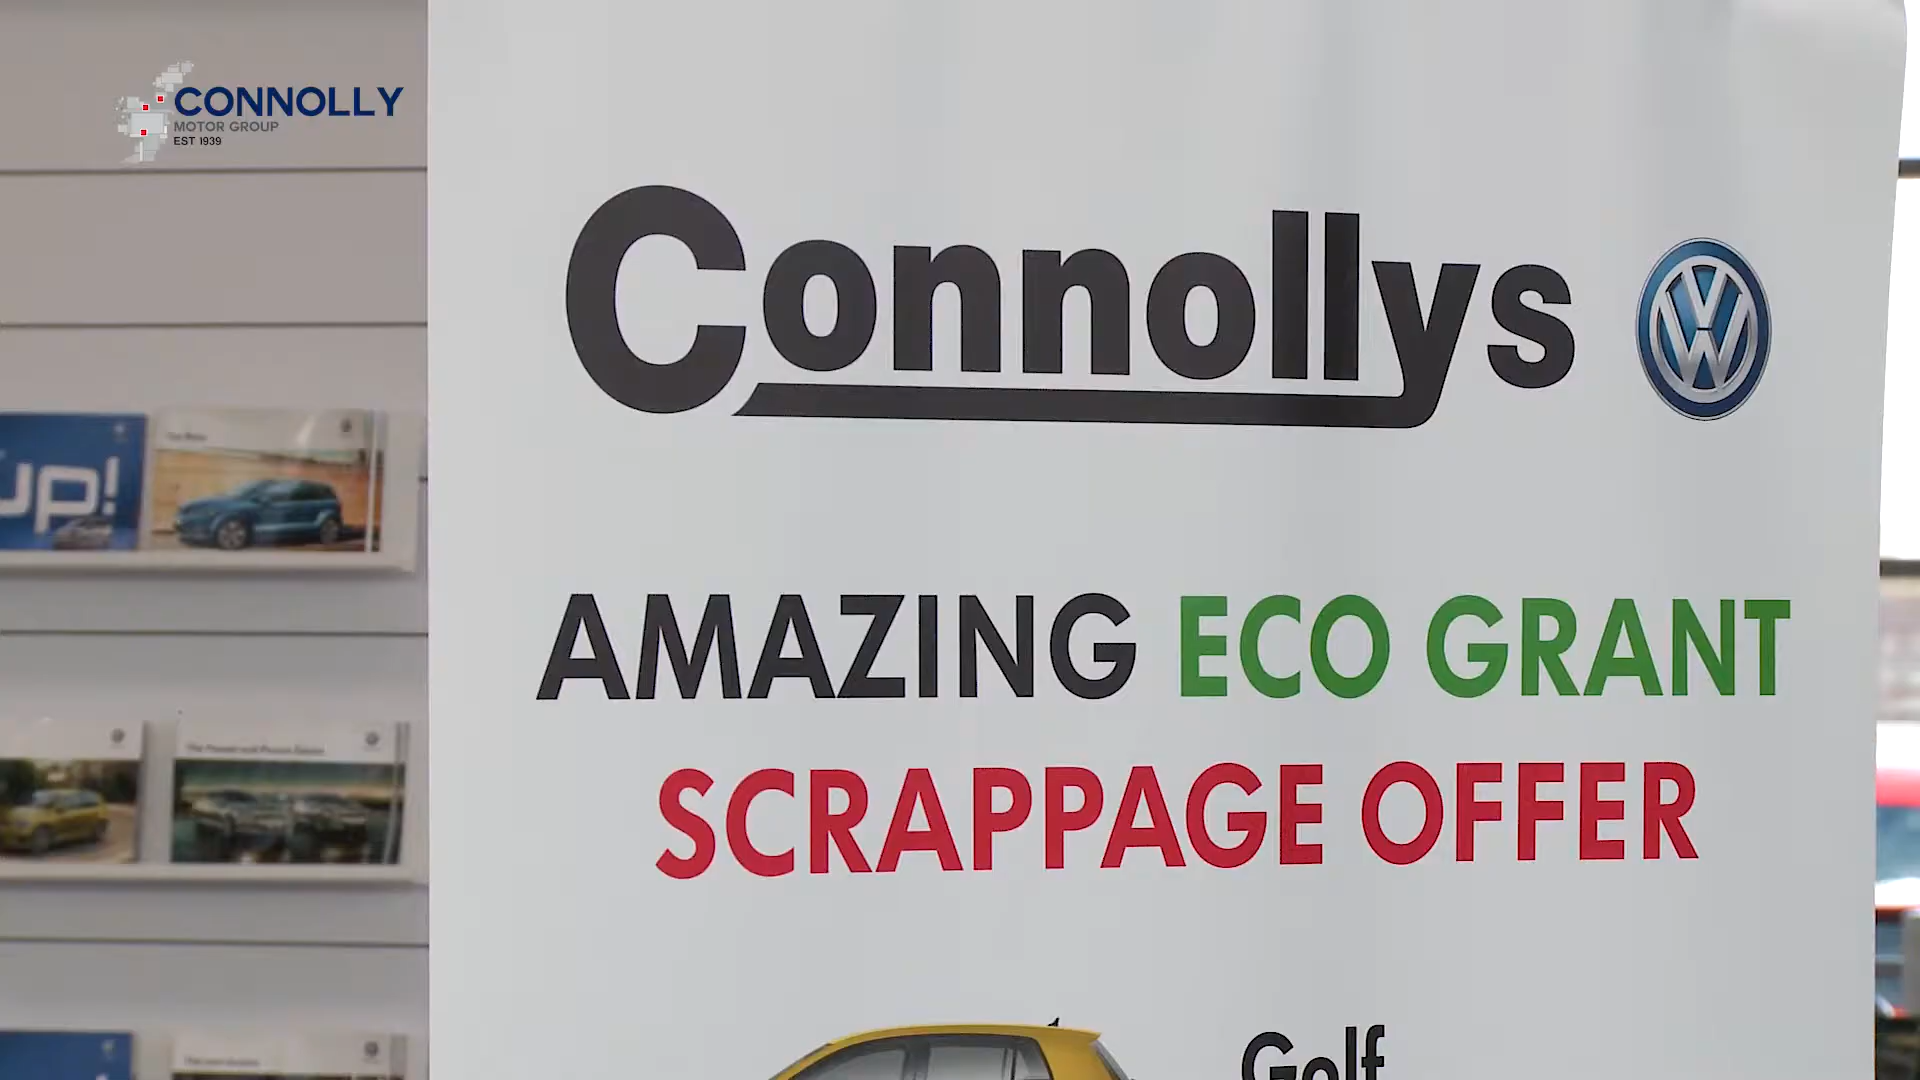 CONNOLLY
MOTOR GROUP
EST 1939
Connollys
AMAZING ECO GRANT
SCRAPPAGE OFFER
Golf
up!